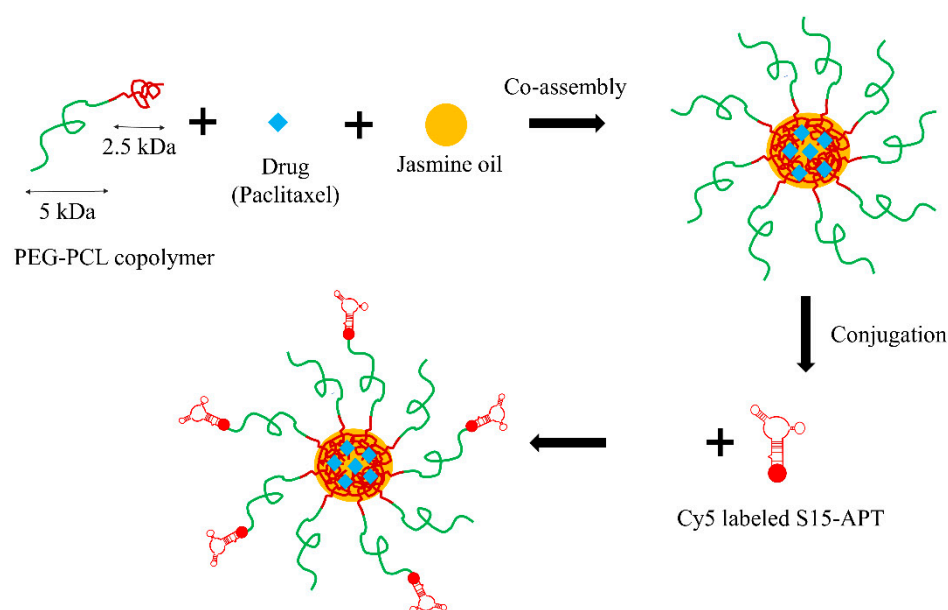 Co-assembly
2.5 kDa
Drug
(Paclitaxel)
Jasmine oil
5 kDa
PEG-PCL copolymer
Conjugation
Cy5 labeled S15-APT